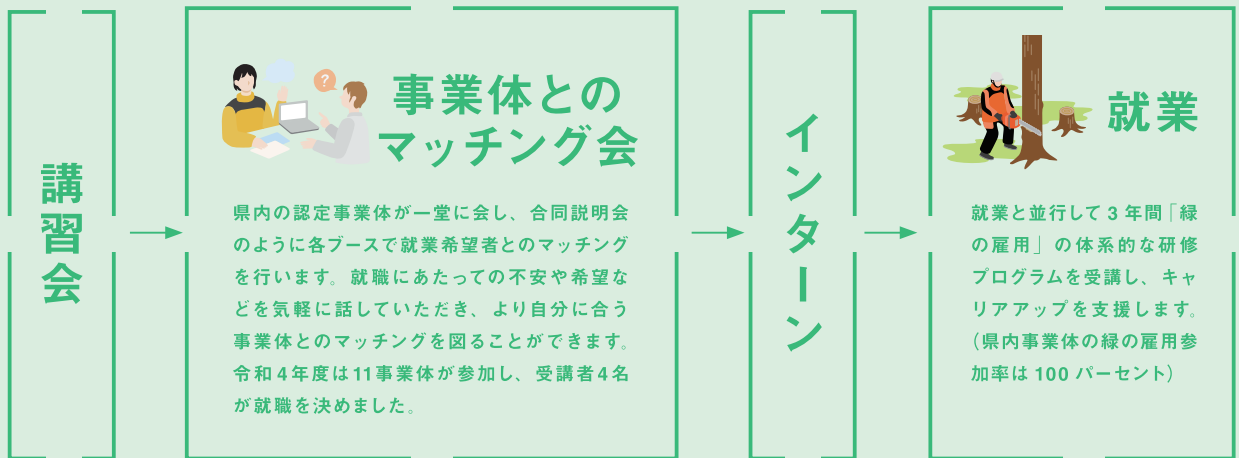 講習会
事業体との
マッチング会
県内の認定事業体が一堂に会し、合同説明会
のように各ブースで就業希望者とのマッチング
を行います。就職にあたっての不安や希望な
どを気軽に話していただき、より自分に合う
事業体とのマッチングを図ることができます。
令和4年度は11事業体が参加し、受講者4名
が就職を決めました。
インターン
就業
就業と並行して3年間「緑
の雇用」の体系的な研修
プログラムを受講し、キャ
リアアップを支援します。
（県内事業体の緑の雇用参
加率は100パーセント）
?